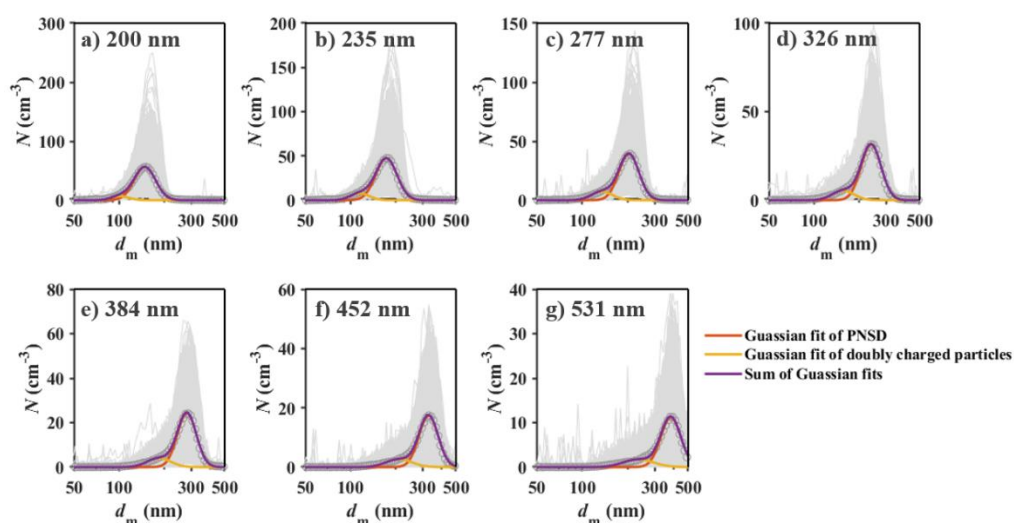 300
200
100
0
N (cm⁻³)
a) 200 nm
50 100 300 500
dₘ (nm)
200
150
100
50
0
N (cm⁻³)
b) 235 nm
50 100 300 500
dₘ (nm)
150
100
50
0
N (cm⁻³)
c) 277 nm
50 100 300 500
dₘ (nm)
100
50
0
N (cm⁻³)
d) 326 nm
50 100 300 500
dₘ (nm)
80
60
40
20
0
N (cm⁻³)
e) 384 nm
50 100 300 500
dₘ (nm)
60
40
20
0
N (cm⁻³)
f) 452 nm
50 100 300 500
dₘ (nm)
40
30
20
10
0
N (cm⁻³)
g) 531 nm
50 100 300 500
dₘ (nm)
Guassian fit of PNSD
Guassian fit of doubly charged particles
Sum of Guassian fits